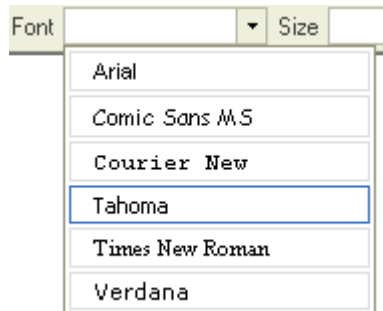 Font Size
Arial
Comic Sans MS
Courier New
Tahoma
Times New Roman
Verdana